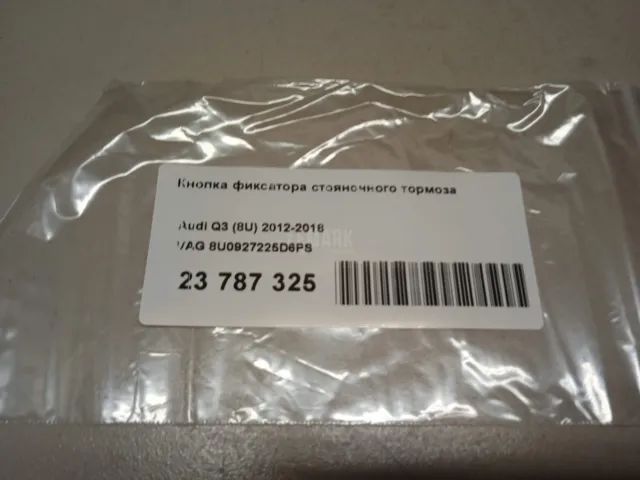 Кнопка фиксатора стояночного тормоза
Audi Q3 (8U) 2012-2018
VAG 8U0927225D6PS
23 787 325